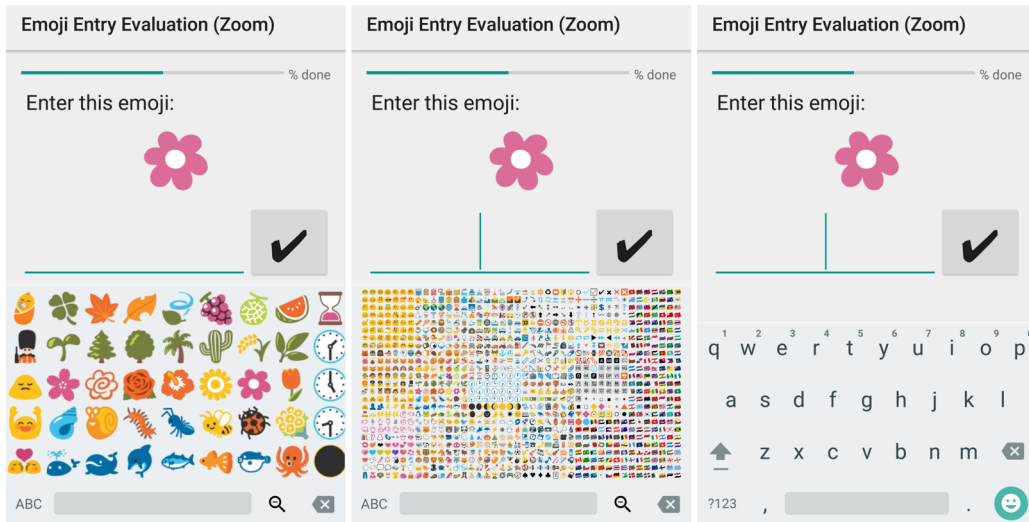 Emoji Entry Evaluation (Zoom)
% done
Enter this emoji:
ABC
Emoji Entry Evaluation (Zoom)
% done
Enter this emoji:
ABC
Emoji Entry Evaluation (Zoom)
% done
Enter this emoji:
1 2 3 4 5 6 7 8 9 0
q w e r t y u i o p
a s d f g h j k l
z x c v b n m
?123 , .